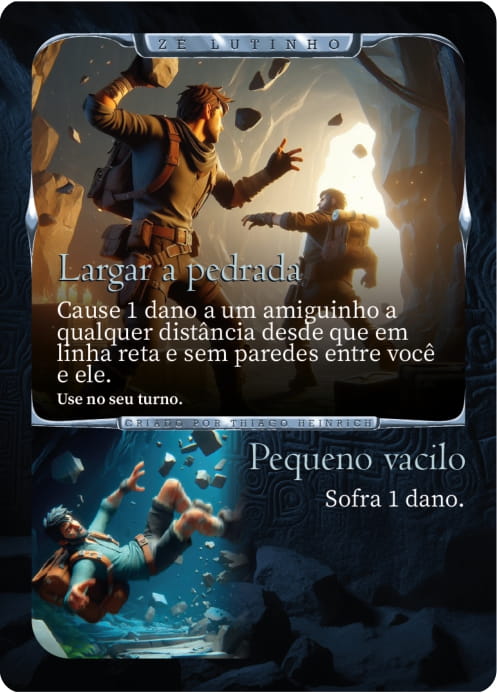 ZÉ LUTINHO
Largar a pedrada
Cause 1 dano a um amiguinho a
qualquer distância desde que em
linha reta e sem paredes entre você
e ele.
Use no seu turno.
CRIADO POR THIAGO HEINRICH
Pequeno vacilo
Sofra 1 dano.